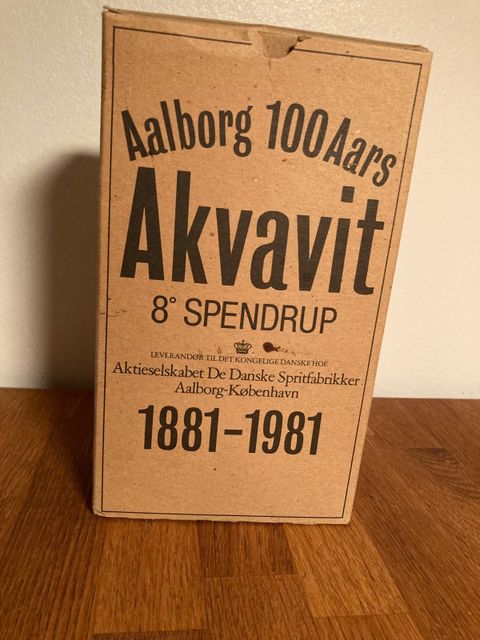 Aalborg 100 Aars
Akvavit
8° SPENDRUP
LEVERANDØR TIL DET KONGELIGE DANSKE HOF
Aktieselskabet De Danske Spritfabrikker
Aalborg-København
1881-1981